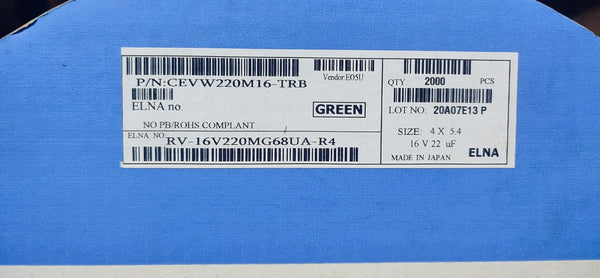 P/N:CEVW220M16-TRB
Vendor:E05U
ELNA no.
GREEN
NO PB/ROHS COMPLANT
ELNA NO.
RV-16V220MG68UA-R4
QTY 2000 PCS
LOT NO: 20A07E13 P
SIZE: 4 X 5.4
16 V 22 uF
MADE IN JAPAN ELNA